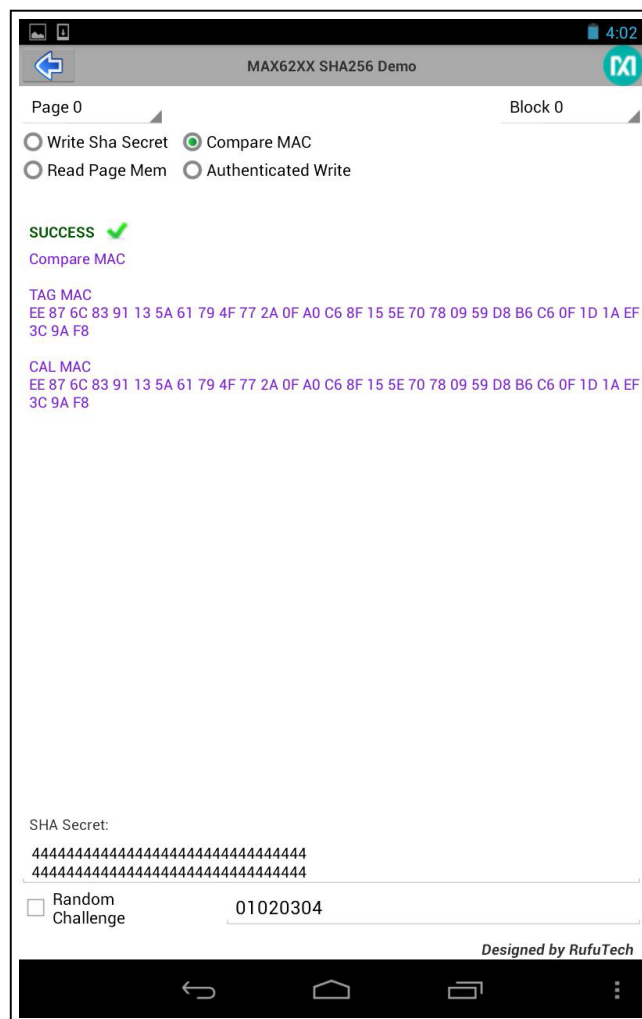 4:02
MAX62XX SHA256 Demo
Page 0
Block 0
Write Sha Secret
Compare MAC
Read Page Mem
Authenticated Write
SUCCESS
Compare MAC
TAG MAC
EE 87 6C 83 91 13 5A 61 79 4F 77 2A 0F A0 C6 8F 15 5E 70 78 09 59 D8 B6 C6 0F 1D 1A EF
3C 9A F8
CAL MAC
EE 87 6C 83 91 13 5A 61 79 4F 77 2A 0F A0 C6 8F 15 5E 70 78 09 59 D8 B6 C6 0F 1D 1A EF
3C 9A F8
SHA Secret:
44444444444444444444444444444444
44444444444444444444444444444444
Random
Challenge
01020304
Designed by RufuTech